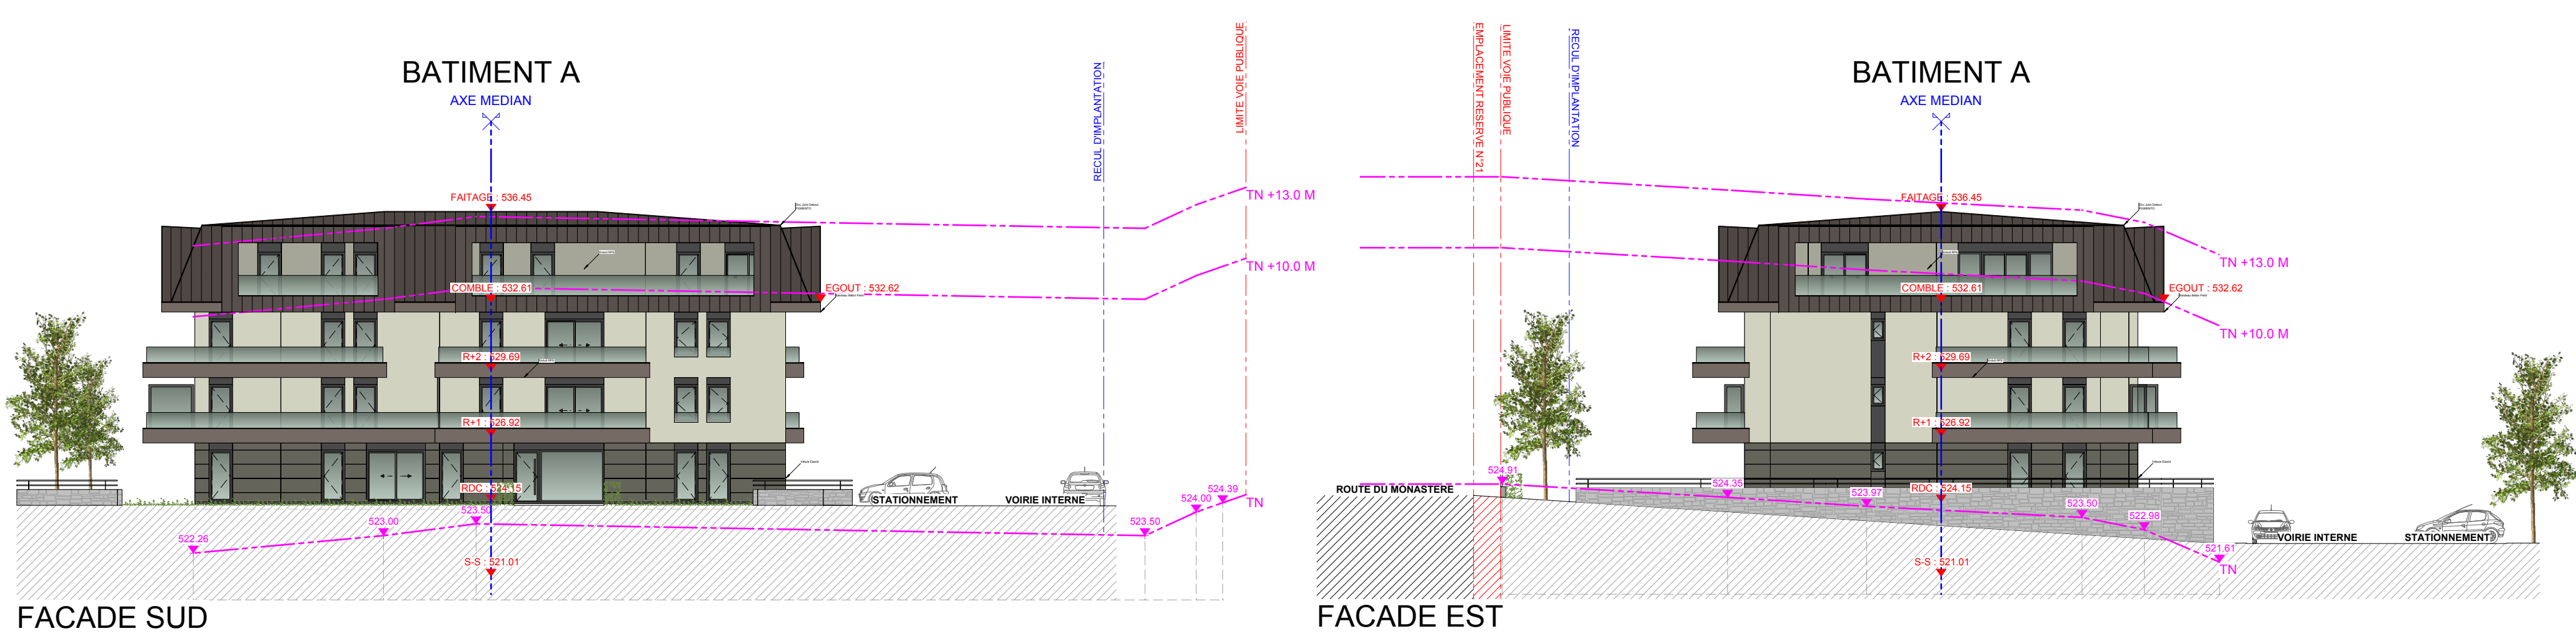 BATIMENT A
AXE MEDIAN
RECUL D'IMPLANTATION
LIMITE VOIE PUBLIQUE
FAITAGE : 536.45
TN +13.0 M
TN +10.0 M
COMBLE : 532.61
EGOUT : 532.62
R+2 : 529.69
R+1 : 526.92
RDC : 524.15
STATIONNEMENT
VOIRIE INTERNE
522.26
523.00
523.50
523.50
524.00
524.39
TN
S-S : 521.01
FACADE SUD
BATIMENT A
AXE MEDIAN
EMPLACEMENT RESERVE N°21
LIMITE VOIE PUBLIQUE
RECUL D'IMPLANTATION
FAITAGE : 536.45
TN +13.0 M
COMBLE : 532.61
EGOUT : 532.62
TN +10.0 M
R+2 : 529.69
R+1 : 526.92
524.91
ROUTE DU MONASTERE
524.35
523.97
RDC : 524.15
523.50
522.98
521.61
TN
VOIRIE INTERNE
STATIONNEMENT
S-S : 521.01
FACADE EST